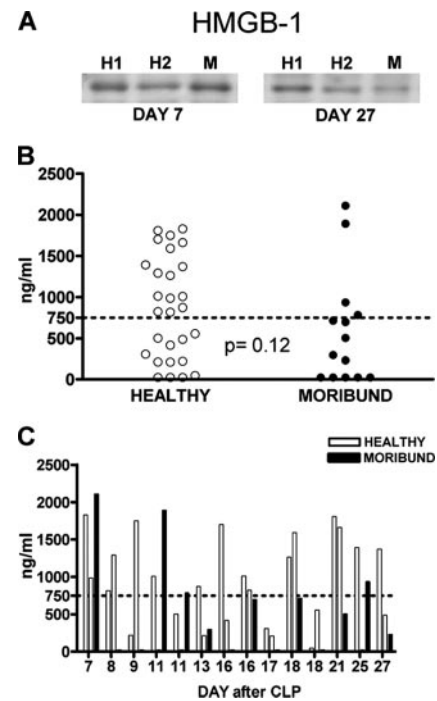 A HMGB-1
H1 H2 M H1 H2 M
DAY 7 DAY 27
B
2500
2000
1500
ng/ml
1000
750
500
p= 0.12
0
HEALTHY MORIBUND
C
HEALTHY
MORIBUND
2500
2000
1500
ng/ml
1000
750
500
0
7 8 9 11 11 13 16 16 17 18 18 21 25 27
DAY after CLP